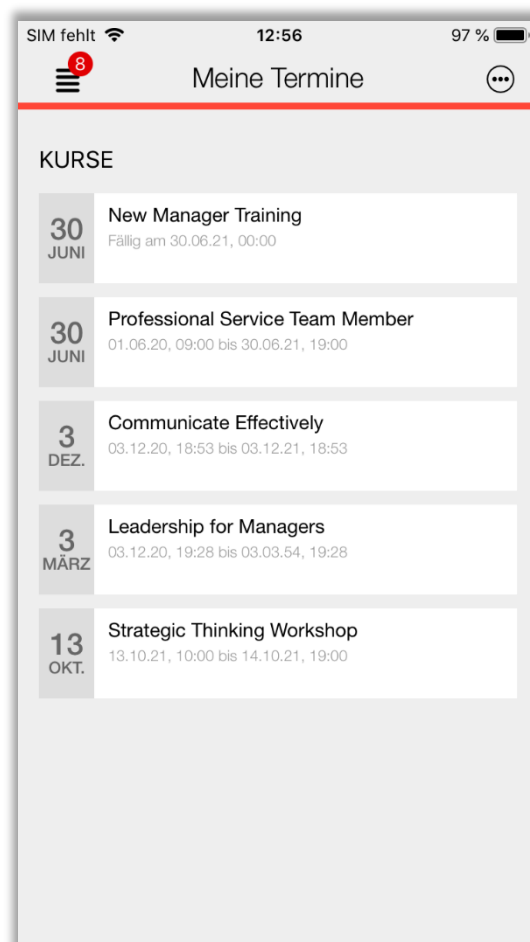 SIM fehlt 12:56 97 %
8
Meine Termine
KURSE
30
JUNI
New Manager Training
Fällig am 30.06.21, 00:00
30
JUNI
Professional Service Team Member
01.06.20, 09:00 bis 30.06.21, 19:00
3
DEZ.
Communicate Effectively
03.12.20, 18:53 bis 03.12.21, 18:53
3
MÄRZ
Leadership for Managers
03.12.20, 19:28 bis 03.03.54, 19:28
13
OKT.
Strategic Thinking Workshop
13.10.21, 10:00 bis 14.10.21, 19:00